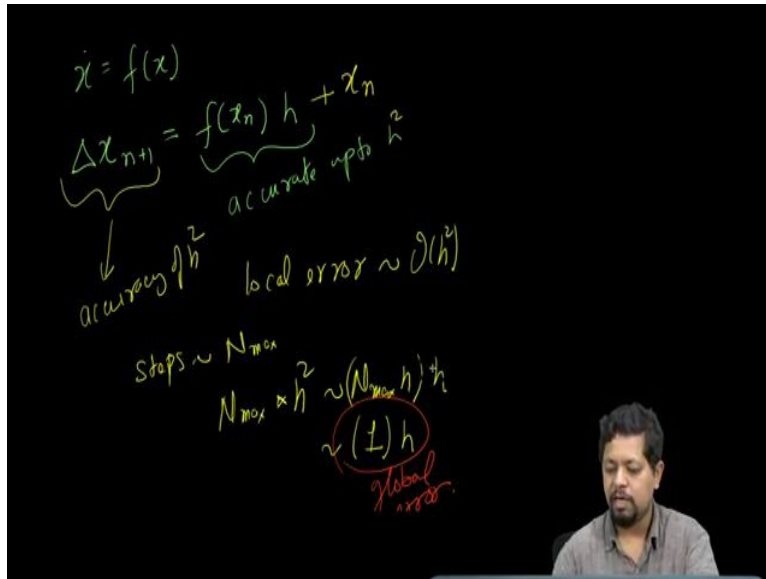 ẋ = f(x)
Δx_{n+1} = f(x_n) h + x_n
accurate upto h²
accuracy of h²
local error ~ O(h²)
steps ~ N_max
N_max * h² ~ (N_max h) * h
~ (1) h
global
error.